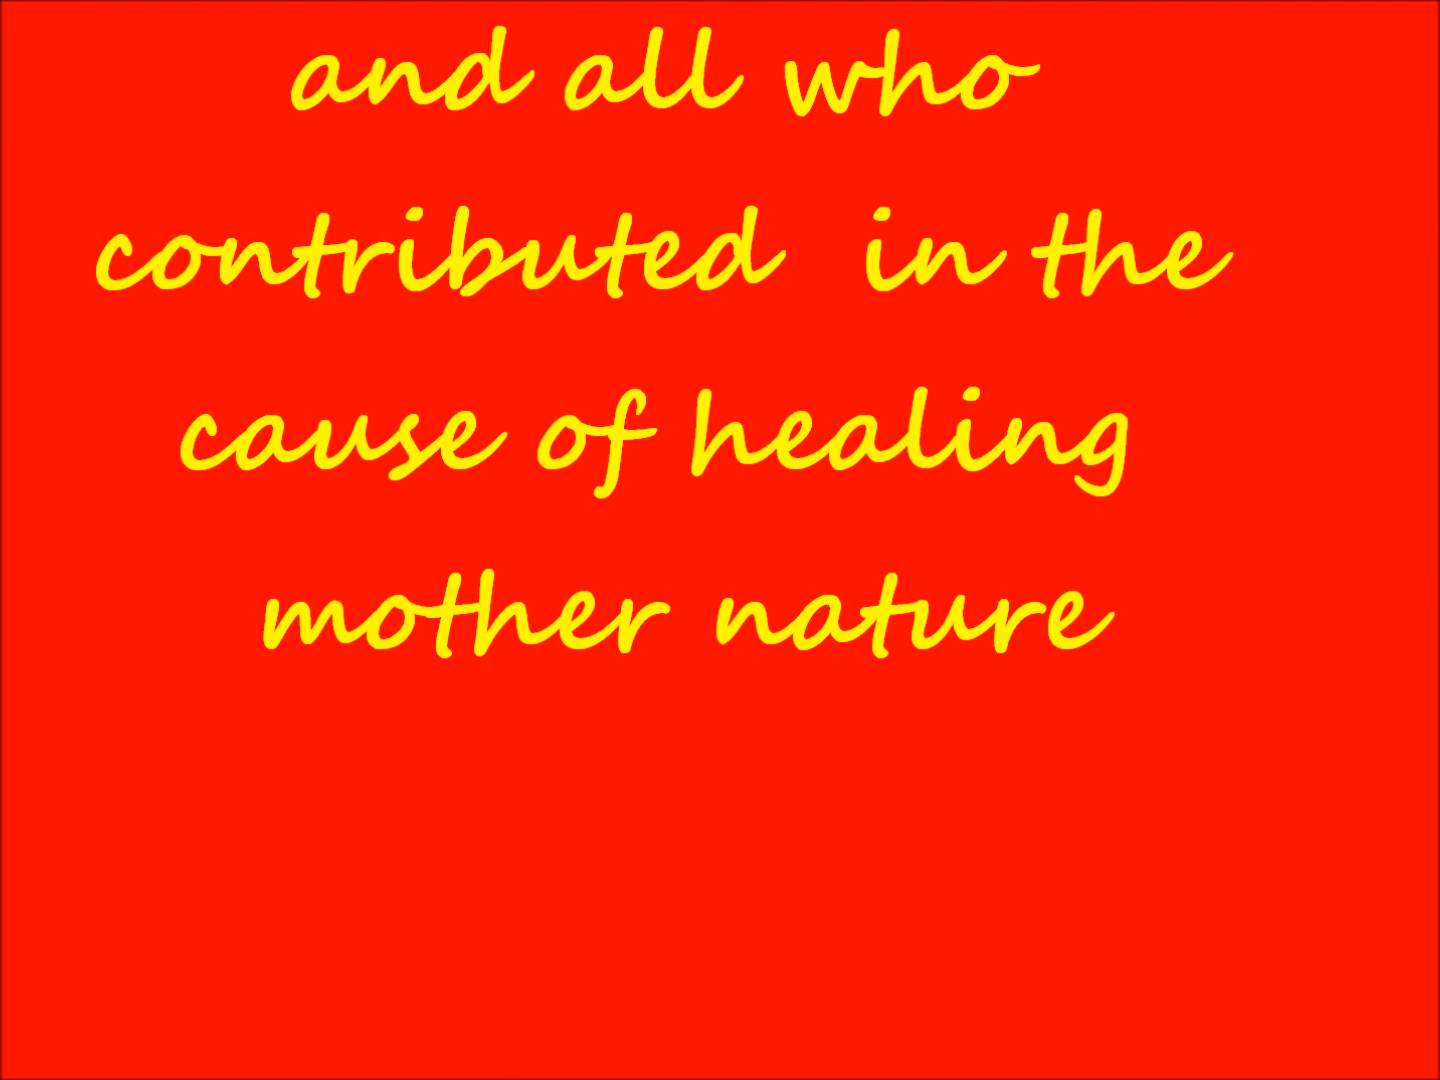 and all who
contributed in the
cause of healing
mother nature